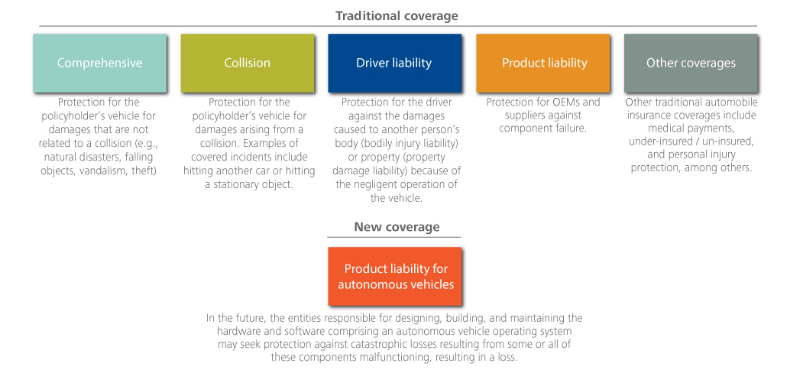 Traditional coverage
Comprehensive
Protection for the
policyholder's vehicle for
damages that are not
related to a collision (e.g.,
natural disasters, falling
objects, vandalism, theft)
Collision
Protection for the
policyholder's vehicle for
damages arising from a
collision. Examples of
covered incidents include
hitting another car or hitting
a stationary object.
Driver liability
Protection for the driver
against the damages
caused to another person's
body (bodily injury liability)
or property (property
damage liability) because of
the negligent operation of
the vehicle.
Product liability
Protection for OEMs and
suppliers against
component failure.
Other coverages
Other traditional automobile
insurance coverages include
medical payments,
under-insured / un-insured,
and personal injury
protection, among others.
New coverage
Product liability for
autonomous vehicles
In the future, the entities responsible for designing, building, and maintaining the
hardware and software comprising an autonomous vehicle operating system
may seek protection against catastrophic losses resulting from some or all of
these components malfunctioning, resulting in a loss.